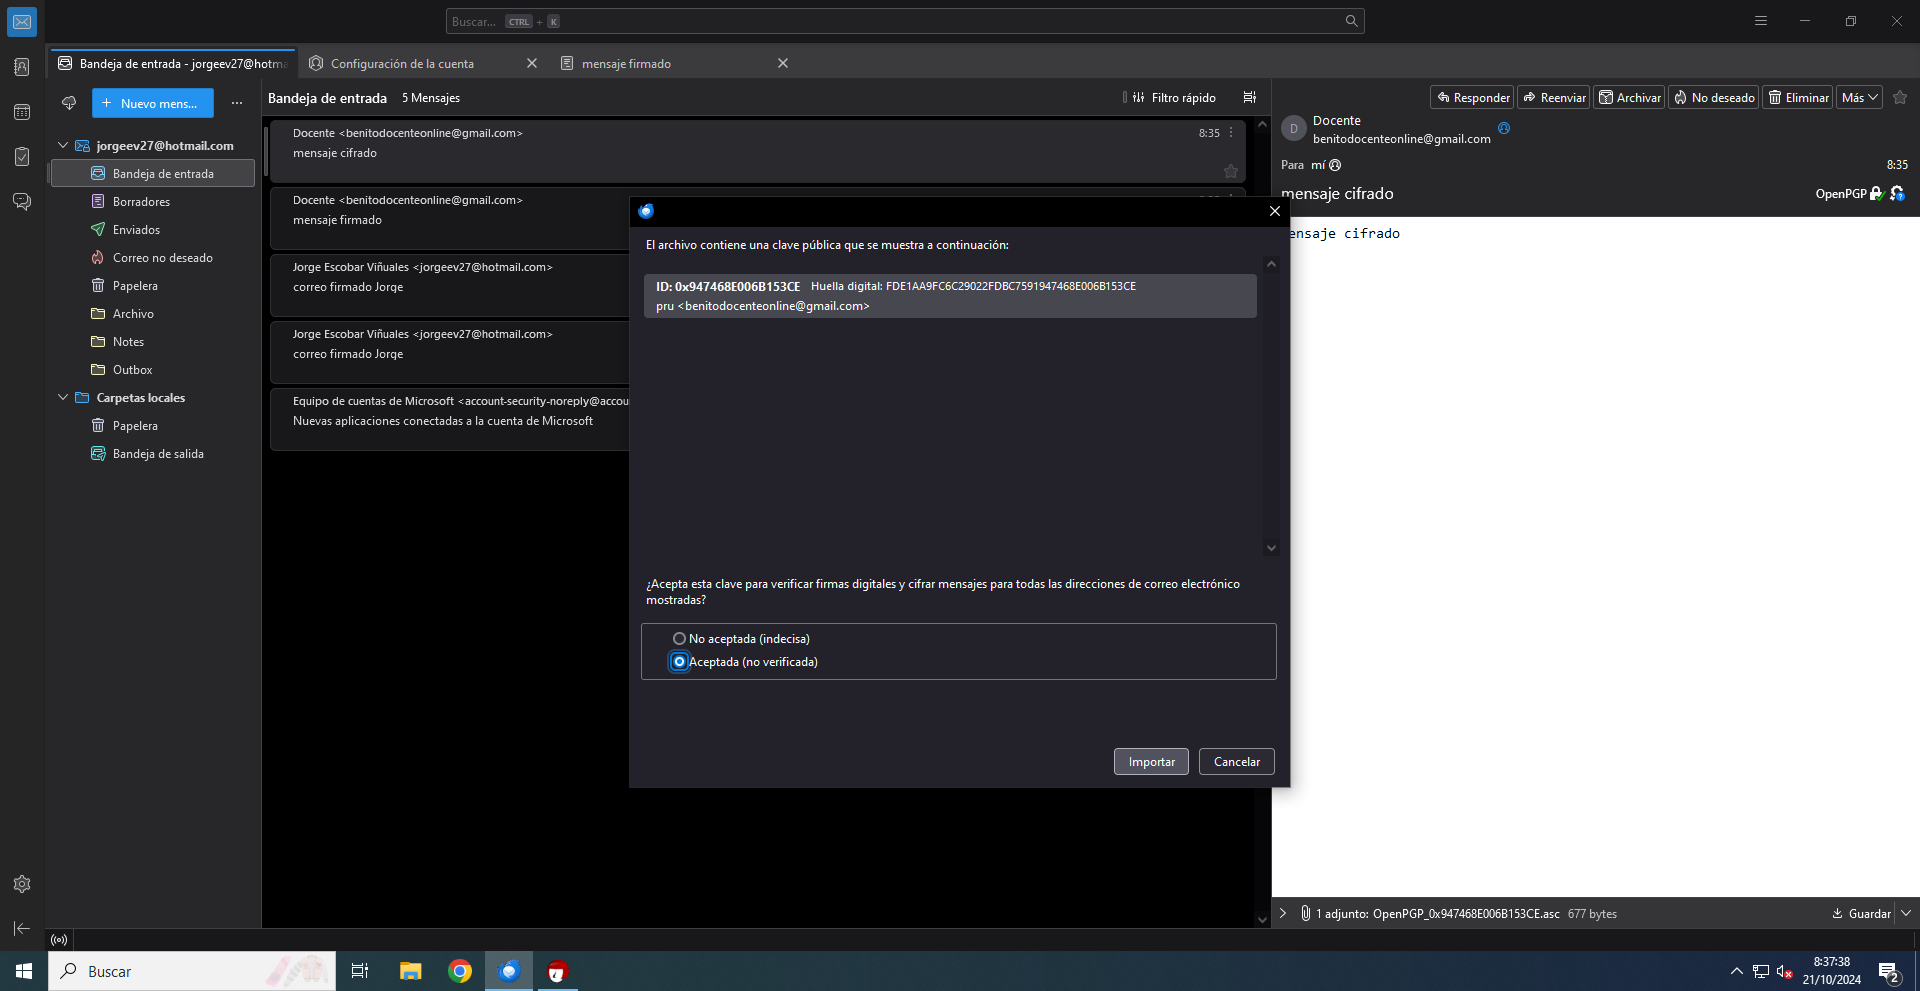 Buscar... CTRL + K
Bandeja de entrada - jorgeev27@hotma
Configuración de la cuenta
mensaje firmado
Nuevo mens...
Bandeja de entrada 5 Mensajes
Filtro rápido
jorgeev27@hotmail.com
Bandeja de entrada
Borradores
Enviados
Correo no deseado
Papelera
Archivo
Notes
Outbox
Carpetas locales
Papelera
Bandeja de salida
Docente <benitodocenteonline@gmail.com> 8:35
mensaje cifrado
Docente <benitodocenteonline@gmail.com>
mensaje firmado
Jorge Escobar Viñuales <jorgeev27@hotmail.com>
correo firmado Jorge
Jorge Escobar Viñuales <jorgeev27@hotmail.com>
correo firmado Jorge
Equipo de cuentas de Microsoft <account-security-noreply@accou
Nuevas aplicaciones conectadas a la cuenta de Microsoft
El archivo contiene una clave pública que se muestra a continuación:
ID: 0x947468E006B153CE Huella digital: FDE1AA9FC6C29022FDBC7591947468E006B153CE
pru <benitodocenteonline@gmail.com>
¿Acepta esta clave para verificar firmas digitales y cifrar mensajes para todas las direcciones de correo electrónico
mostradas?
No aceptada (indecisa)
Aceptada (no verificada)
Importar Cancelar
Responder Reenviar Archivar No deseado Eliminar Más
D
Docente
benitodocenteonline@gmail.com
Para mí 8:35
mensaje cifrado
OpenPGP
ensaje cifrado
1 adjunto: OpenPGP_0x947468E006B153CE.asc 677 bytes
Guardar
Buscar
8:37:38
21/10/2024
2